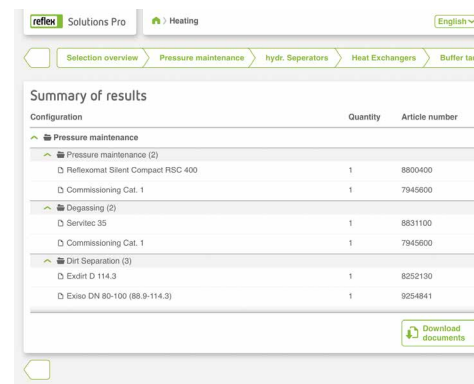 reflex Solutions Pro Heating English
Selection overview Pressure maintenance hydr. Seperators Heat Exchangers Buffer tan
Summary of results
Configuration Quantity Article number
Pressure maintenance
Pressure maintenance (2)
Reflexomat Silent Compact RSC 400 1 8800400
Commissioning Cat. 1 1 7945600
Degassing (2)
Servitec 35 1 8831100
Commissioning Cat. 1 1 7945600
Dirt Separation (3)
Exdirt D 114.3 1 8252130
Exiso DN 80-100 (88.9-114.3) 1 9254841
Download
documents